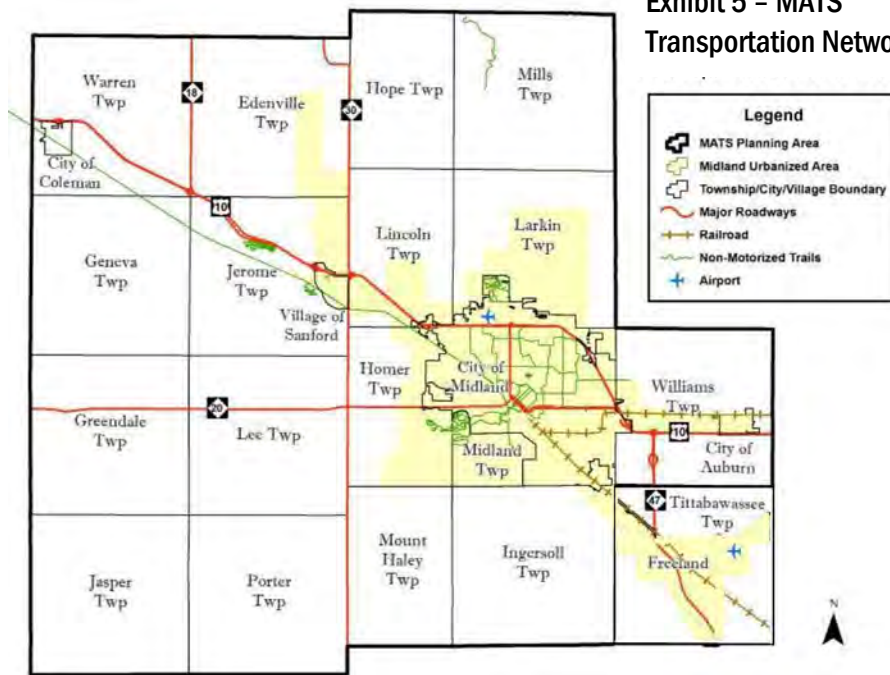 Exhibit 5 – MATS
Transportation Netwo
Legend
MATS Planning Area
Midland Urbanized Area
Township/City/Village Boundary
Major Roadways
Railroad
Non-Motorized Trails
Airport
Warren
Twp
18
Edenville
Twp
30
Hope Twp
Mills
Twp
City of
Coleman
10
Geneva
Twp
Jerome
Twp
Village of
Sanford
Lincoln
Twp
Larkin
Twp
Homer
Twp
City of
Midland
Williams
Twp
Greendale
Twp
20
Lee Twp
Midland
Twp
10
City of
Auburn
47
Tittabawassee
Twp
Jasper
Twp
Porter
Twp
Mount
Haley
Twp
Ingersoll
Twp
Freeland
N